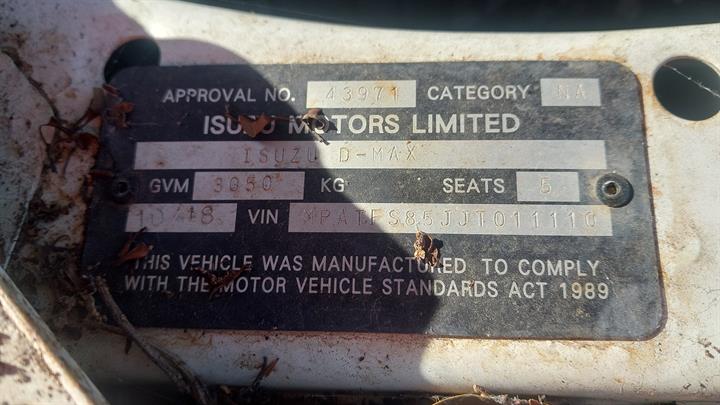 APPROVAL NO. 43971 CATEGORY NA
ISUZU MOTORS LIMITED
ISUZU D-MAX
GVM 3050 KG SEATS 5
10/18 VIN MPATFS85JJT011110
THIS VEHICLE WAS MANUFACTURED TO COMPLY
WITH THE MOTOR VEHICLE STANDARDS ACT 1989